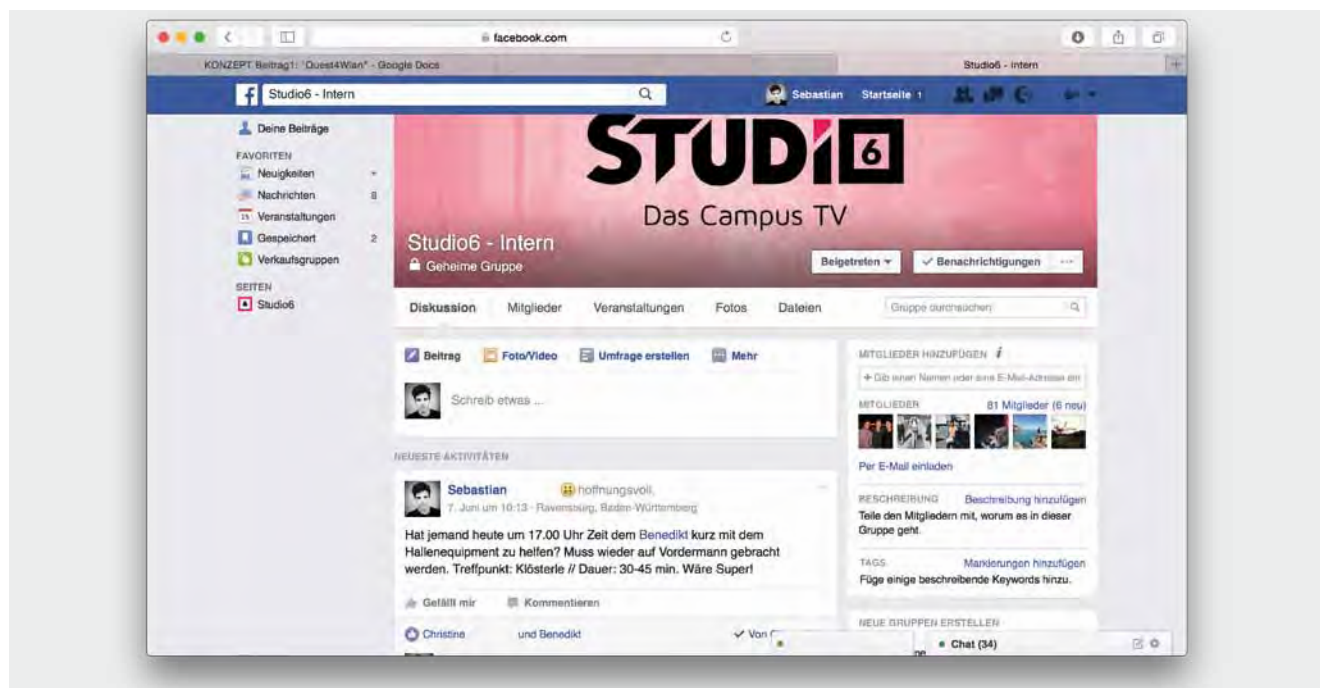 facebook.com
KONZEPT Beitrag1: "Quest4Wlan" - Google Docs
Studio6 - Intern
Studio6 - Intern
Sebastian Startseite 1
Deine Beiträge
FAVORITEN
Neuigkeiten
Nachrichten 8
Veranstaltungen
Gespeichert 2
Verkaufsgruppen
SEITEN
Studio6
STUDiO6
Das Campus TV
Studio6 - Intern
Geheime Gruppe
Beigetreten
Benachrichtigungen
Diskussion Mitglieder Veranstaltungen Fotos Dateien
Gruppe durchsuchen
Beitrag Foto/Video Umfrage erstellen Mehr
Schreib etwas ...
NEUESTE AKTIVITÄTEN
Sebastian hoffnungsvoll.
7. Juni um 10:13 · Ravensburg, Baden-Württemberg
Hat jemand heute um 17.00 Uhr Zeit dem Benedikt kurz mit dem
Hallenequipment zu helfen? Muss wieder auf Vordermann gebracht
werden. Treffpunkt: Klösterle // Dauer: 30-45 min. Wäre Super!
Gefällt mir Kommentieren
Christine und Benedikt
Von
MITGLIEDER HINZUFÜGEN
+ Gib einen Namen oder eine E-Mail-Adresse ein
MITGLIEDER 81 Mitglieder (6 neu)
Per E-Mail einladen
BESCHREIBUNG Beschreibung hinzufügen
Teile den Mitgliedern mit, worum es in dieser
Gruppe geht.
TAGS Markierungen hinzufügen
Füge einige beschreibende Keywords hinzu.
NEUE GRUPPEN ERSTELLEN
Chat (34)